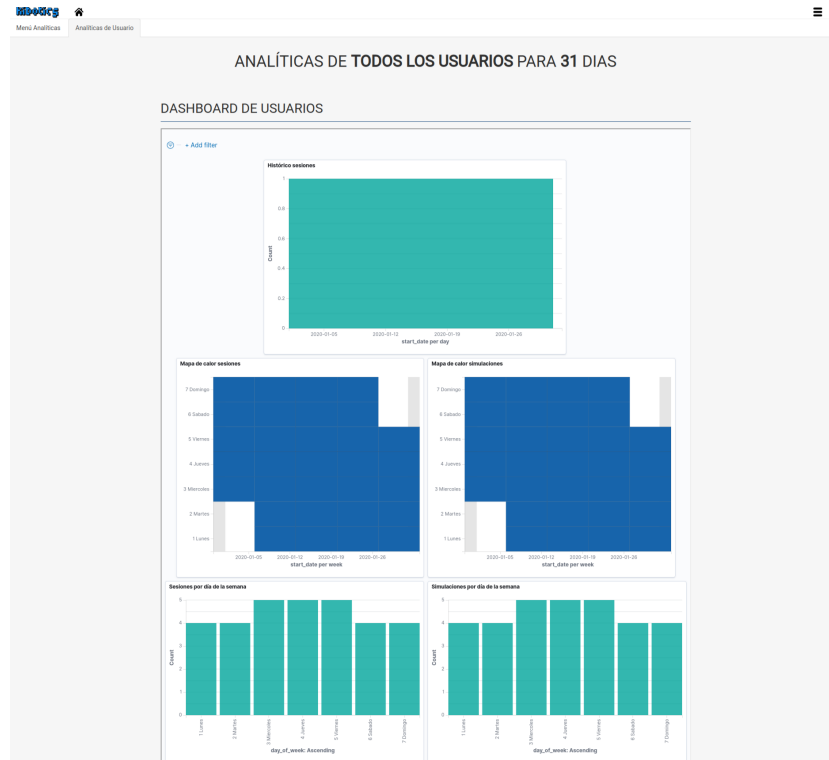 KIBOTICS
Menú Analíticas
Analíticas de Usuario
ANALÍTICAS DE TODOS LOS USUARIOS PARA 31 DIAS
DASHBOARD DE USUARIOS
+ Add filter
Histórico sesiones
1
0.8
0.6
0.4
0.2
0
Count
2020-01-05 2020-01-12 2020-01-19 2020-01-26
start_date per day
Mapa de calor sesiones
7 Domingo
6 Sabado
5 Viernes
4 Jueves
3 Miercoles
2 Martes
1 Lunes
2020-01-05 2020-01-12 2020-01-19 2020-01-26
start_date per week
Mapa de calor simulaciones
7 Domingo
6 Sabado
5 Viernes
4 Jueves
3 Miercoles
2 Martes
1 Lunes
2020-01-05 2020-01-12 2020-01-19 2020-01-26
start_date per week
Sesiones por día de la semana
5
4
3
2
1
0
Count
1 Lunes
2 Martes
3 Miercoles
4 Jueves
5 Viernes
6 Sabado
7 Domingo
day_of_week: Ascending
Simulaciones por día de la semana
5
4
3
2
1
0
Count
1 Lunes
2 Martes
3 Miercoles
4 Jueves
5 Viernes
6 Sabado
7 Domingo
day_of_week: Ascending